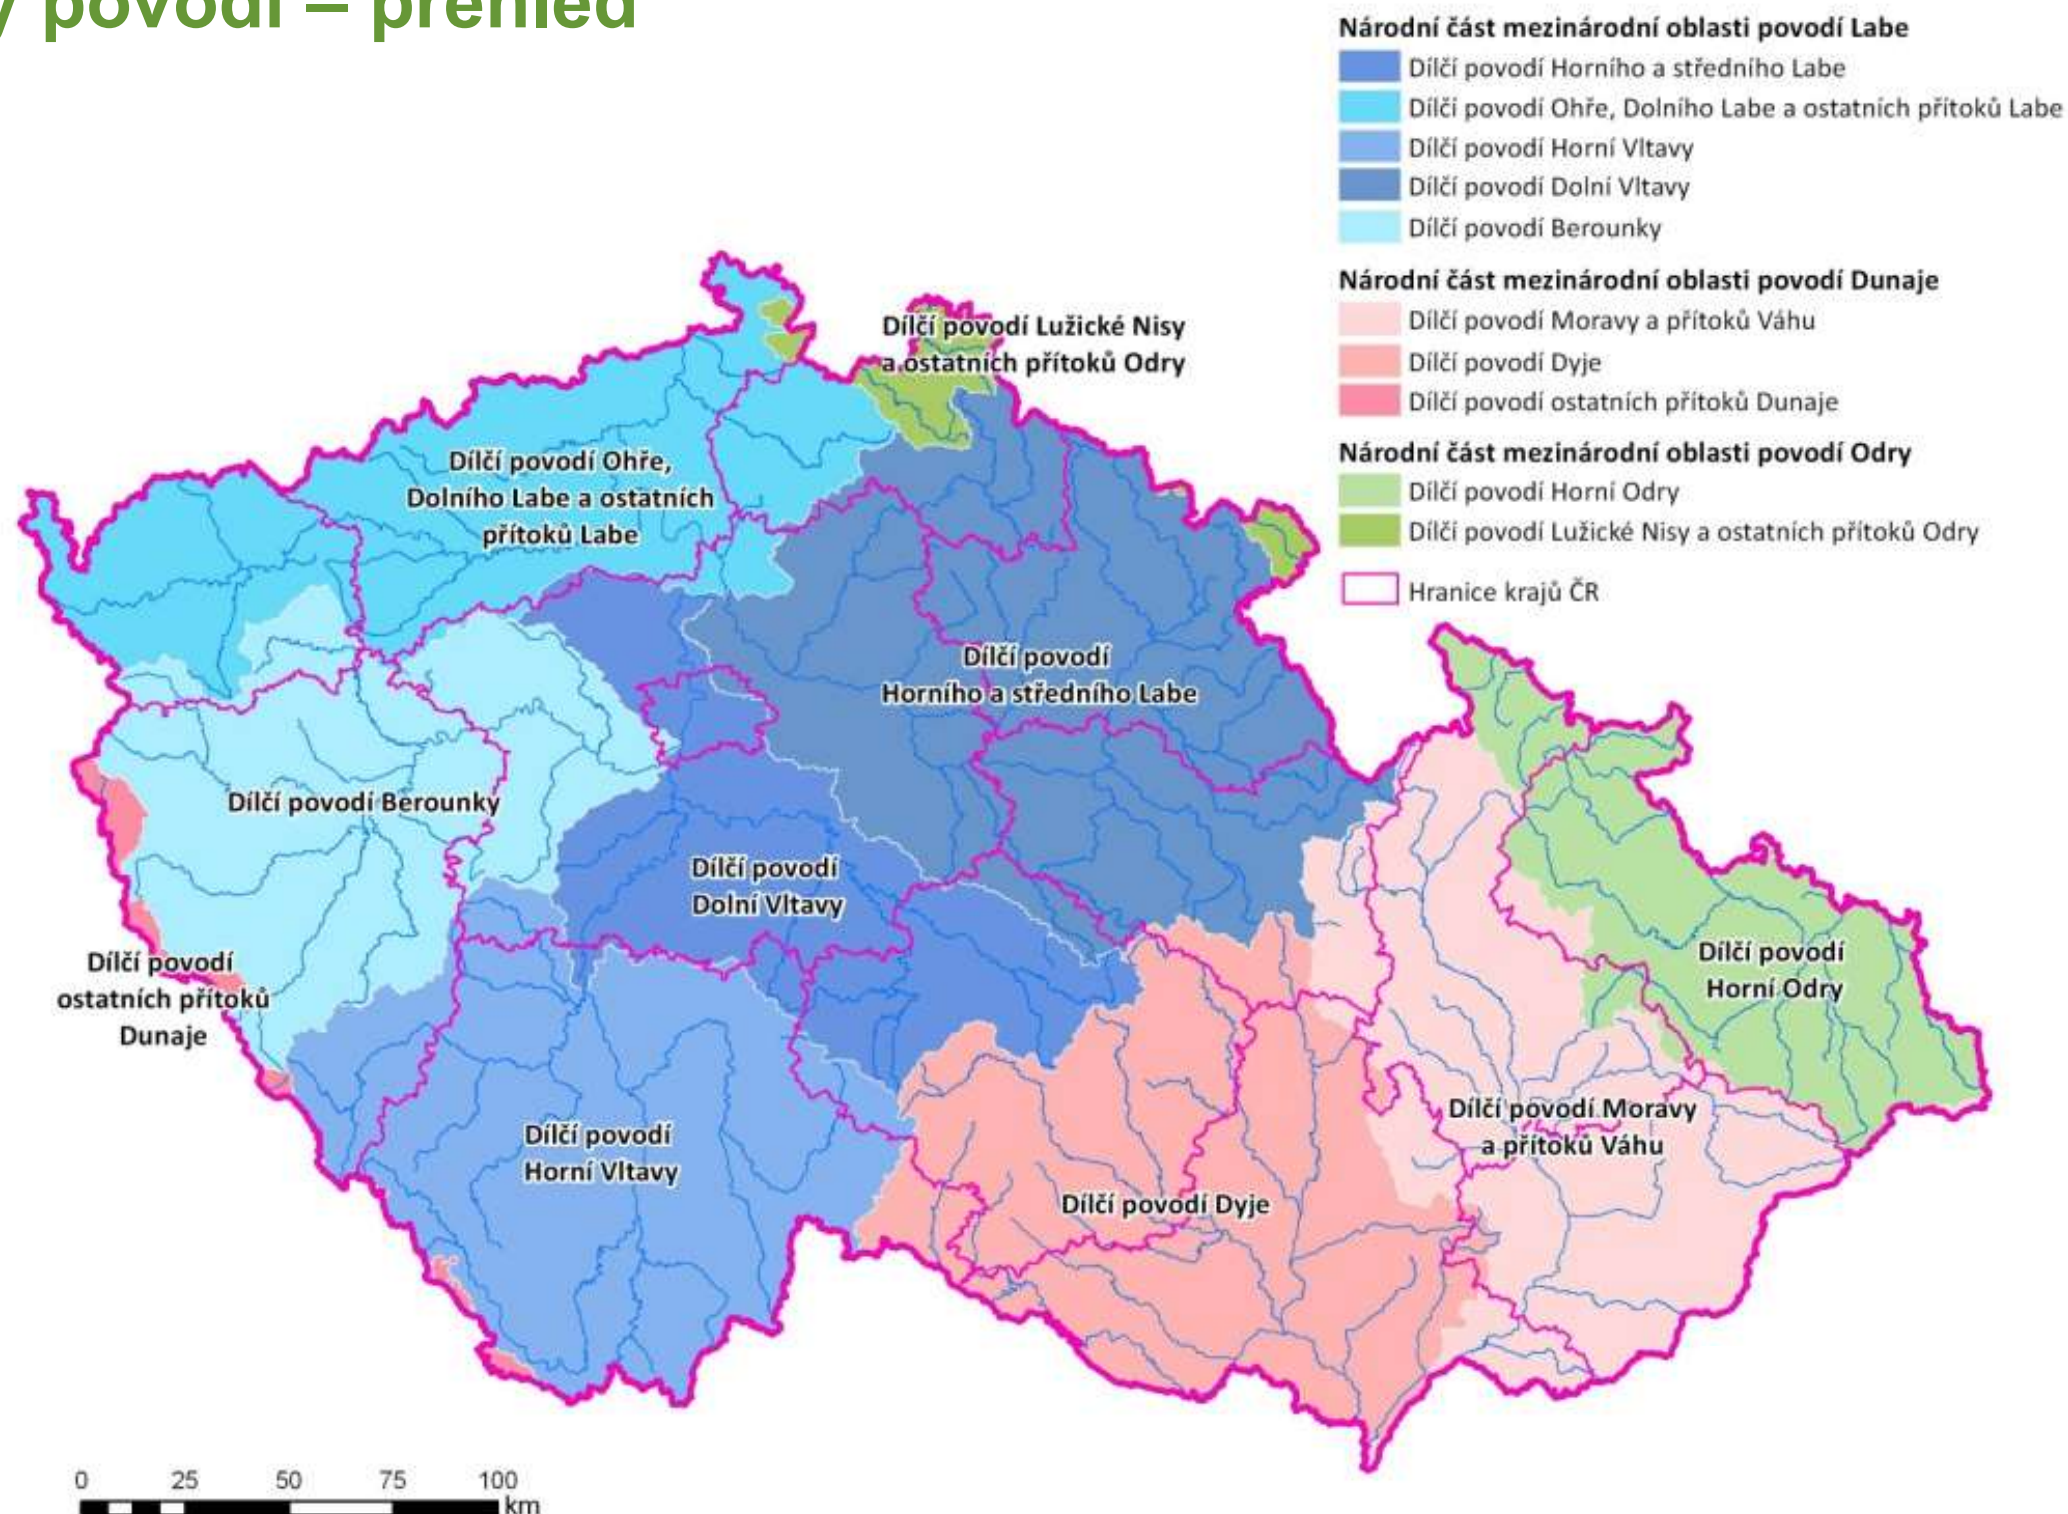 povodí – přehled
Národní část mezinárodní oblasti povodí Labe
Dílčí povodí Horního a středního Labe
Dílčí povodí Ohře, Dolního Labe a ostatních přítoků Labe
Dílčí povodí Horní Vltavy
Dílčí povodí Dolní Vltavy
Dílčí povodí Berounky
Národní část mezinárodní oblasti povodí Dunaje
Dílčí povodí Moravy a přítoků Váhu
Dílčí povodí Dyje
Dílčí povodí ostatních přítoků Dunaje
Národní část mezinárodní oblasti povodí Odry
Dílčí povodí Horní Odry
Dílčí povodí Lužické Nisy a ostatních přítoků Odry
Hranice krajů ČR
Dílčí povodí Lužické Nisy
a ostatních přítoků Odry
Dílčí povodí Ohře,
Dolního Labe a ostatních
přítoků Labe
Dílčí povodí
Horního a středního Labe
Dílčí povodí Berounky
Dílčí povodí
Dolní Vltavy
Dílčí povodí
ostatních přítoků
Dunaje
Dílčí povodí
Horní Odry
Dílčí povodí
Horní Vltavy
Dílčí povodí Moravy
a přítoků Váhu
Dílčí povodí Dyje
0 25 50 75 100
km